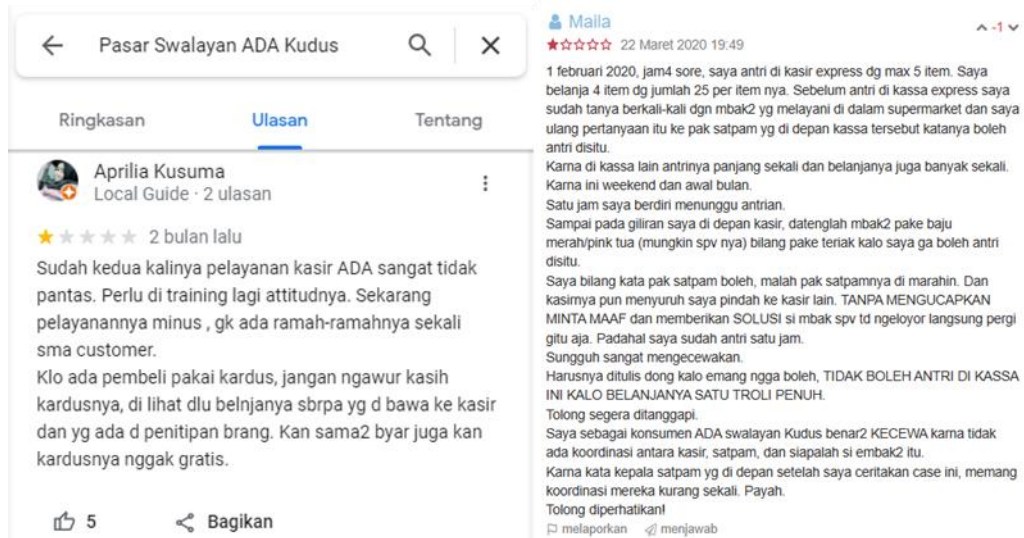 Pasar Swalayan ADA Kudus
Ringkasan
Ulasan
Tentang
Aprilia Kusuma
Local Guide · 2 ulasan
2 bulan lalu
Sudah kedua kalinya pelayanan kasir ADA sangat tidak
pantas. Perlu di training lagi attitudnya. Sekarang
pelayanannya minus , gk ada ramah-ramahnya sekali
sma customer.
Klo ada pembeli pakai kardus, jangan ngawur kasih
kardusnya, di lihat dlu belnjanya sbrpa yg d bawa ke kasir
dan yg ada d penitipan brang. Kan sama2 byar juga kan
kardusnya nggak gratis.
5
Bagikan
Maila
-1
22 Maret 2020 19:49
1 februari 2020, jam4 sore, saya antri di kasir express dg max 5 item. Saya
belanja 4 item dg jumlah 25 per item nya. Sebelum antri di kassa express saya
sudah tanya berkali-kali dgn mbak2 yg melayani di dalam supermarket dan saya
ulang pertanyaan itu ke pak satpam yg di depan kassa tersebut katanya boleh
antri disitu.
Karna di kassa lain antrinya panjang sekali dan belanjanya juga banyak sekali.
Karna ini weekend dan awal bulan.
Satu jam saya berdiri menunggu antrian.
Sampai pada giliran saya di depan kasir, datenglah mbak2 pake baju
merah/pink tua (mungkin spv nya) bilang pake teriak kalo saya ga boleh antri
disitu.
Saya bilang kata pak satpam boleh, malah pak satpamnya di marahin. Dan
kasirnya pun menyuruh saya pindah ke kasir lain. TANPA MENGUCAPKAN
MINTA MAAF dan memberikan SOLUSI si mbak spv td ngeloyor langsung pergi
gitu aja. Padahal saya sudah antri satu jam.
Sungguh sangat mengecewakan.
Harusnya ditulis dong kalo emang ngga boleh, TIDAK BOLEH ANTRI DI KASSA
INI KALO BELANJANYA SATU TROLI PENUH.
Tolong segera ditanggapi.
Saya sebagai konsumen ADA swalayan Kudus benar2 KECEWA karna tidak
ada koordinasi antara kasir, satpam, dan siapalah si embak2 itu.
Karna kata kepala satpam yg di depan setelah saya ceritakan case ini, memang
koordinasi mereka kurang sekali. Payah.
Tolong diperhatikan!
melaporkan
menjawab